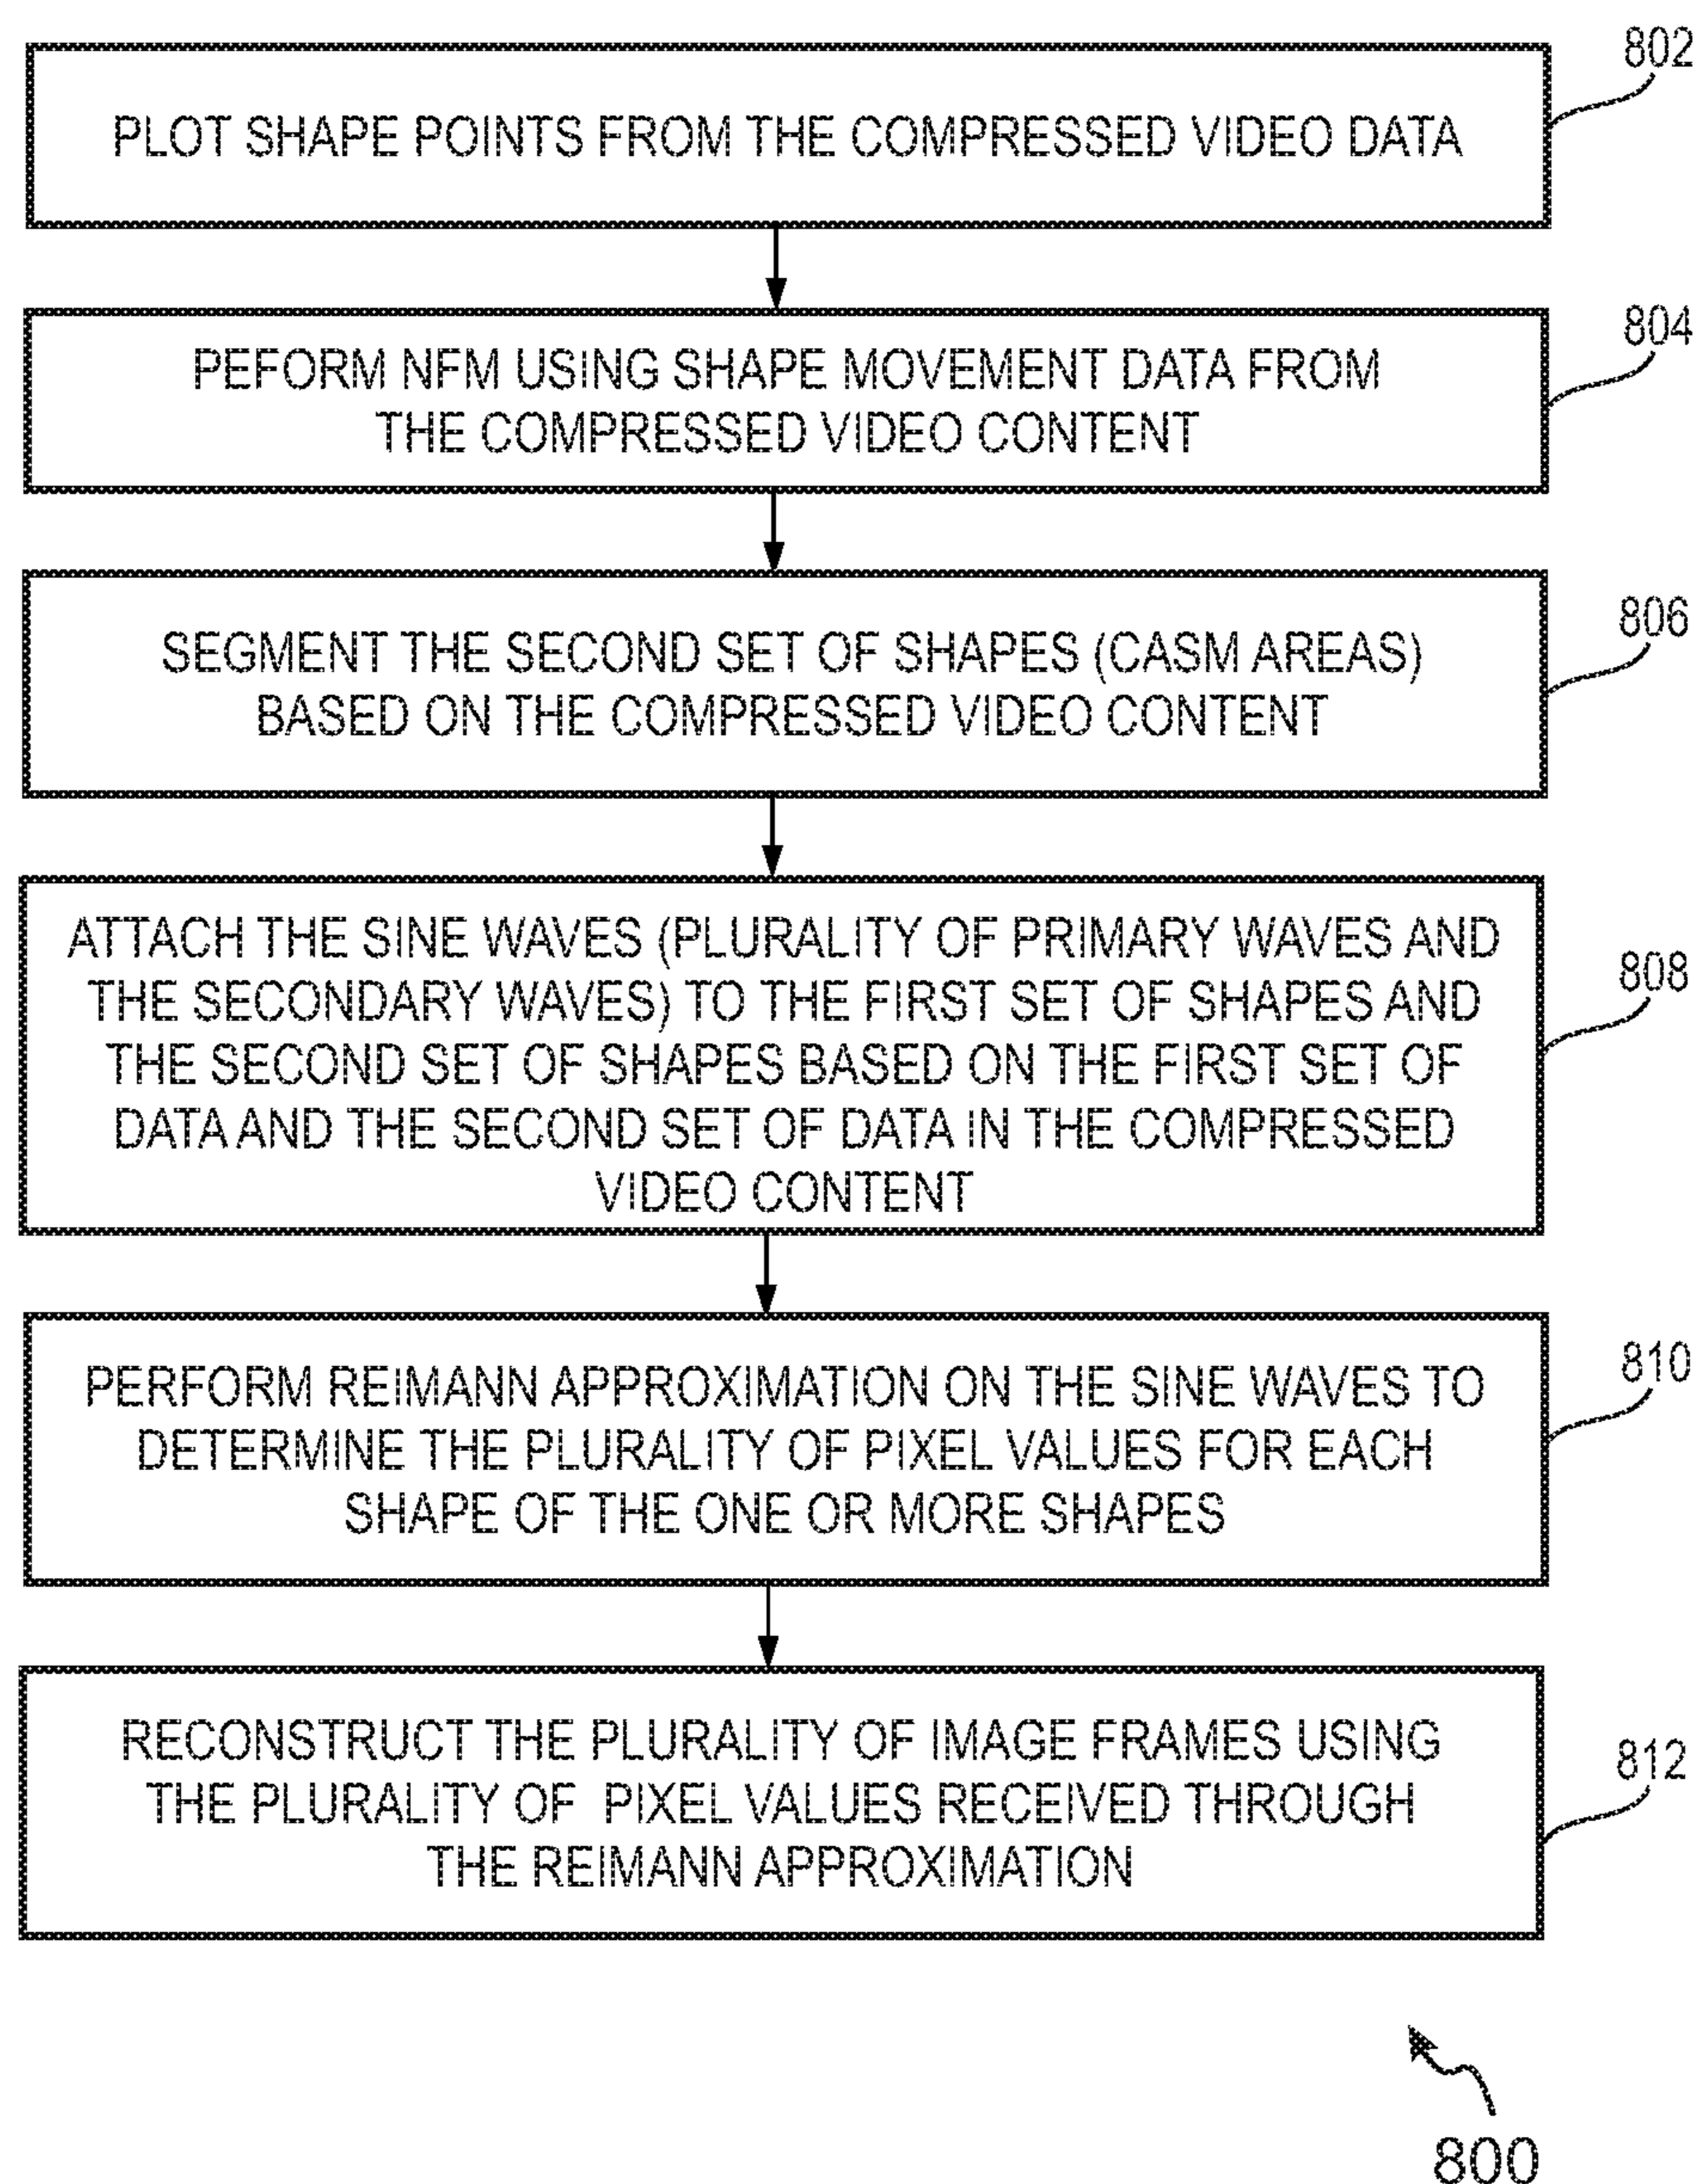 802
PLOT SHAPE POINTS FROM THE COMPRESSED VIDEO DATA
804
PEFORM NFM USING SHAPE MOVEMENT DATA FROM
THE COMPRESSED VIDEO CONTENT
806
SEGMENT THE SECOND SET OF SHAPES (CASM AREAS)
BASED ON THE COMPRESSED VIDEO CONTENT
808
ATTACH THE SINE WAVES (PLURALITY OF PRIMARY WAVES AND
THE SECONDARY WAVES) TO THE FIRST SET OF SHAPES AND
THE SECOND SET OF SHAPES BASED ON THE FIRST SET OF
DATA AND THE SECOND SET OF DATA IN THE COMPRESSED
VIDEO CONTENT
810
PERFORM REIMANN APPROXIMATION ON THE SINE WAVES TO
DETERMINE THE PLURALITY OF PIXEL VALUES FOR EACH
SHAPE OF THE ONE OR MORE SHAPES
812
RECONSTRUCT THE PLURALITY OF IMAGE FRAMES USING
THE PLURALITY OF PIXEL VALUES RECEIVED THROUGH
THE REIMANN APPROXIMATION
800